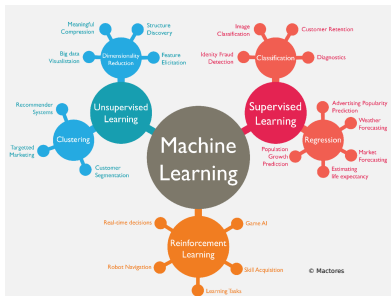 Meaningful
Compression
Structure
Discovery
Big data
Visualistation
Dimensionality
Reduction
Feature
Elicitation
Unsupervised
Learning
Recommender
Systems
Clustering
Targeted
Marketing
Customer
Segmentation
Machine
Learning
Image
Classification
Customer Retention
Idenity Fraud
Detection
Classification
Diagnostics
Supervised
Learning
Advertising Popularity
Prediction
Weather
Forecasting
Regression
Population
Growth
Prediction
Market
Forecasting
Estimating
life expectancy
Real-time decisions
Game AI
Reinforcement
Learning
Robot Navigation
Skill Acquisition
Learning Tasks
© Mactores